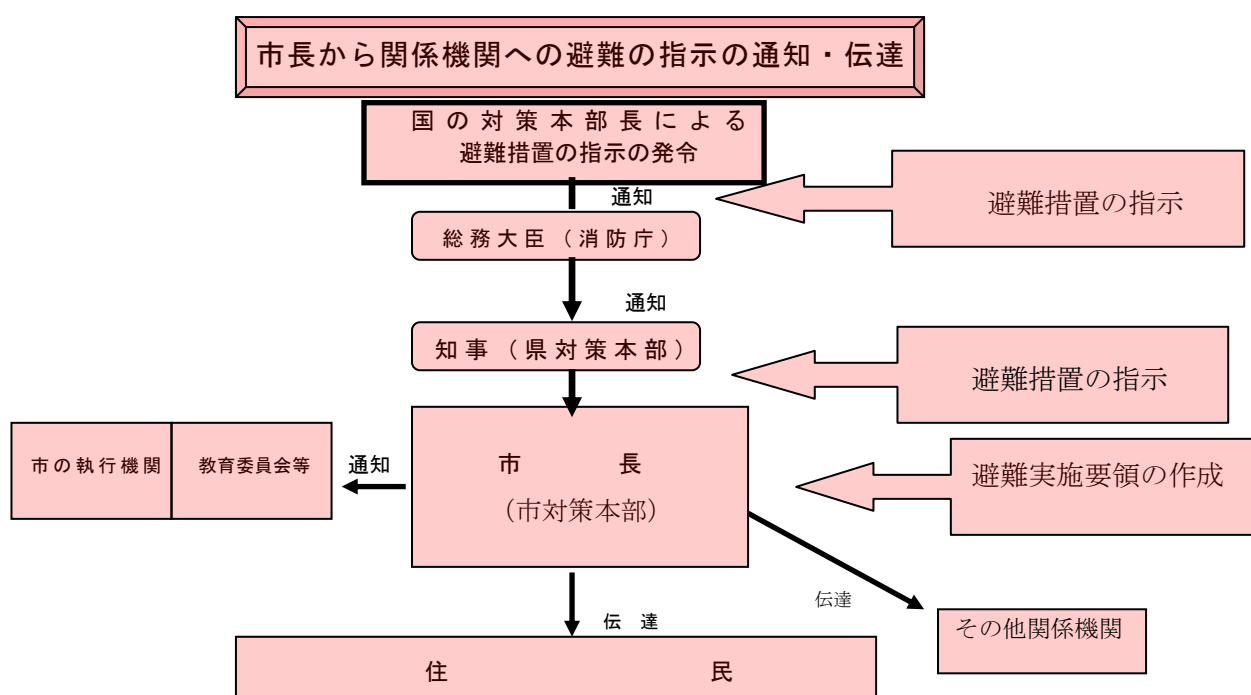 市長から関係機関への避難の指示の通知・伝達
国の対策本部長による
避難措置の指示の発令
通知
避難措置の指示
総務大臣（消防庁）
通知
知事（県対策本部）
避難措置の指示
市の執行機関
教育委員会等
通知
市長
（市対策本部）
避難実施要領の作成
伝達
その他関係機関
伝達
住民